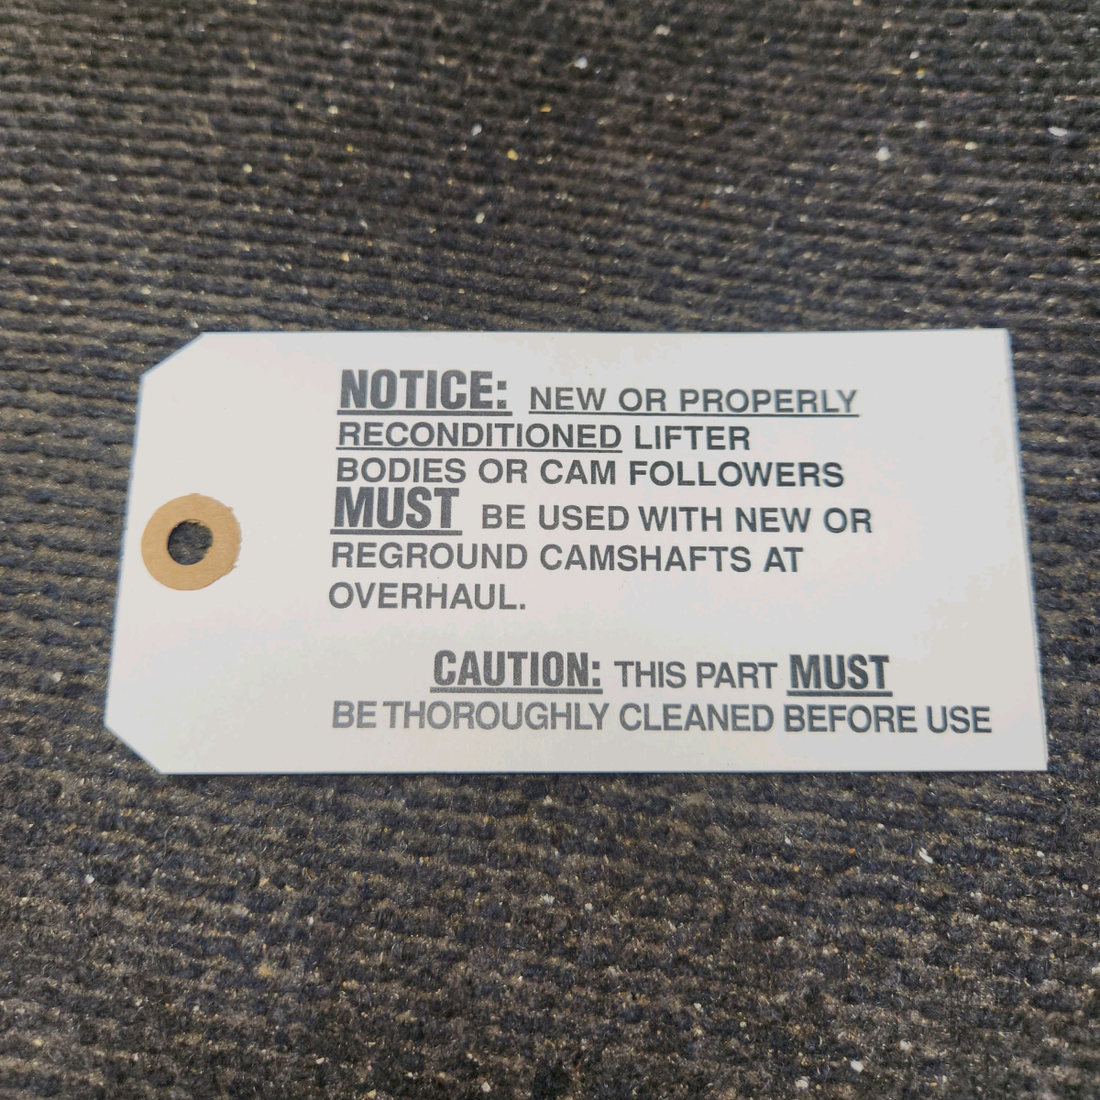 NOTICE: NEW OR PROPERLY
RECONDITIONED LIFTER
BODIES OR CAM FOLLOWERS
MUST BE USED WITH NEW OR
REGROUND CAMSHAFTS AT
OVERHAUL.
CAUTION: THIS PART MUST
BE THOROUGHLY CLEANED BEFORE USE